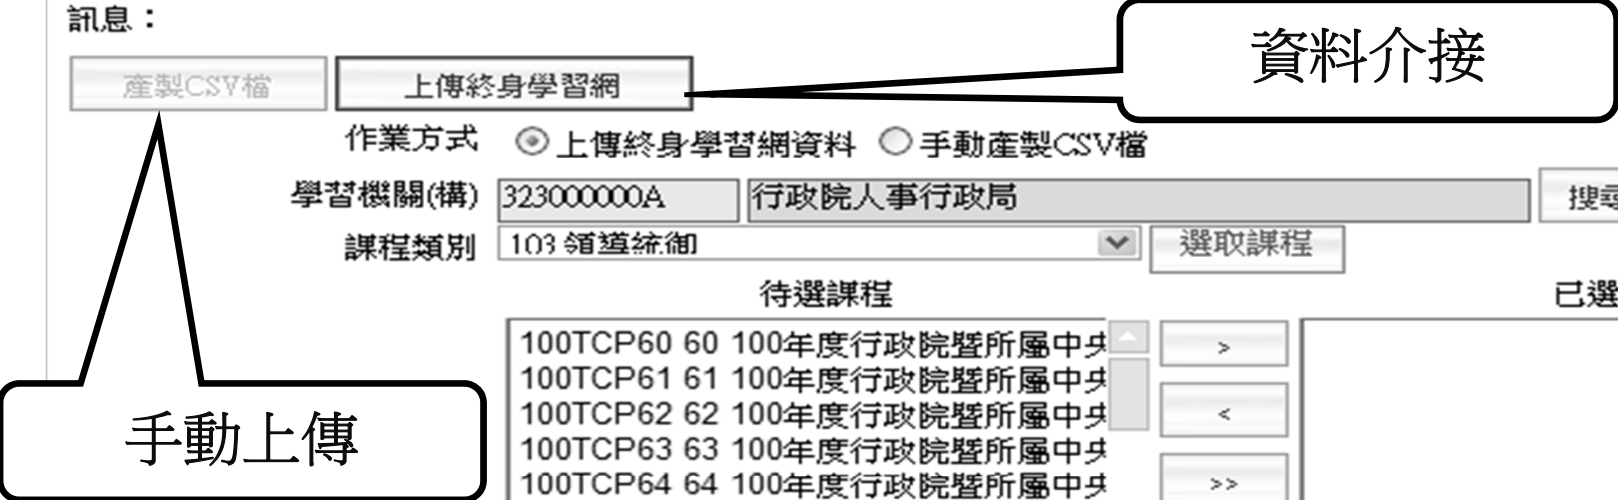 訊息：
資料介接
產製CSV檔 上傳終身學習網
作業方式 上傳終身學習網資料 手動產製CSV檔
學習機關(構) 323000000A 行政院人事行政局 搜尋
課程類別 103 領導統御 選取課程
待選課程 已選
100TCP60 60 100年度行政院暨所屬中央 >
100TCP61 61 100年度行政院暨所屬中央
100TCP62 62 100年度行政院暨所屬中央 <
手動上傳
100TCP63 63 100年度行政院暨所屬中央
100TCP64 64 100年度行政院暨所屬中央 >>